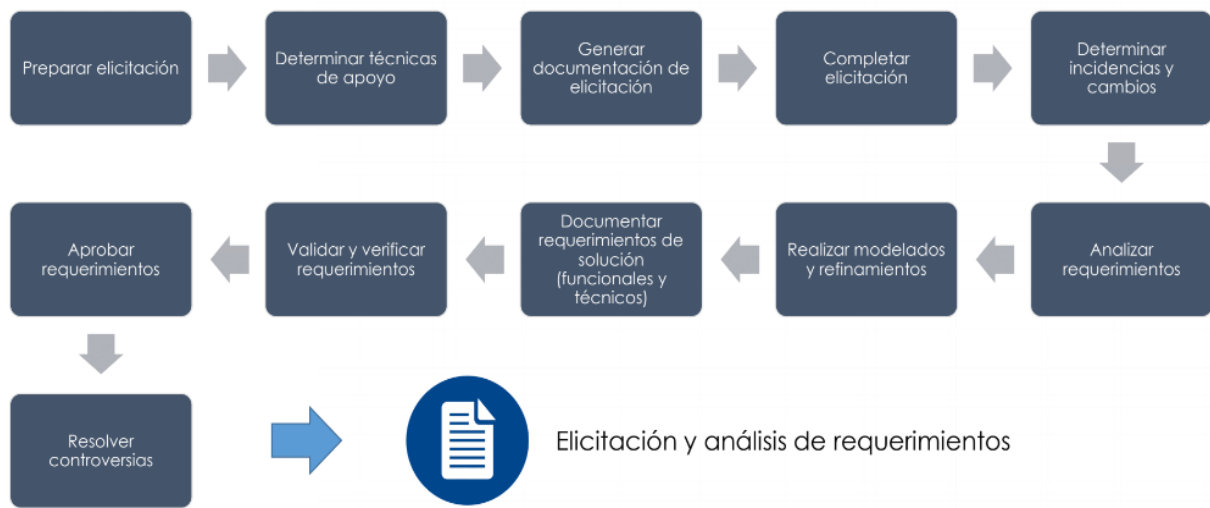 Preparar elicitación
Determinar técnicas
de apoyo
Generar
documentación de
elicitación
Completar
elicitación
Determinar
incidencias y
cambios
Analizar
requerimientos
Realizar modelados
y refinamientos
Documentar
requerimientos de
solución
(funcionales y
técnicos)
Validar y verificar
requerimientos
Aprobar
requerimientos
Resolver
controversias
Elicitación y análisis de requerimientos